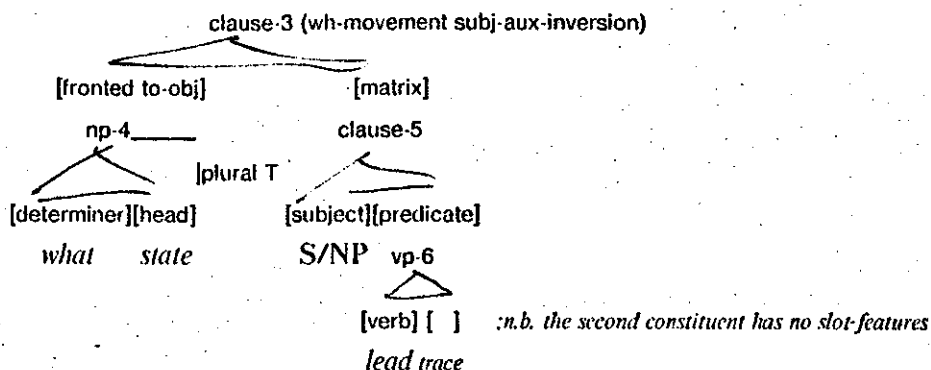 clause-3 (wh-movement subj-aux-inversion)
[fronted to-obj] [matrix]
np-4 clause-5
|plural T
[determiner][head] [subject][predicate]
what state S/NP vp-6
[verb] [ ] ;n.b. the second constituent has no slot-features
lead trace